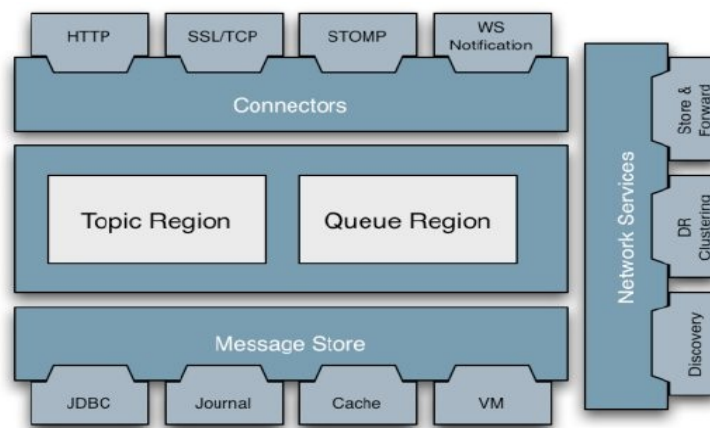 HTTP
SSL/TCP
STOMP
WS
Notification
Connectors
Topic Region
Queue Region
Message Store
JDBC
Journal
Cache
VM
Network Services
Store &
Forward
DR
Clustering
Discovery